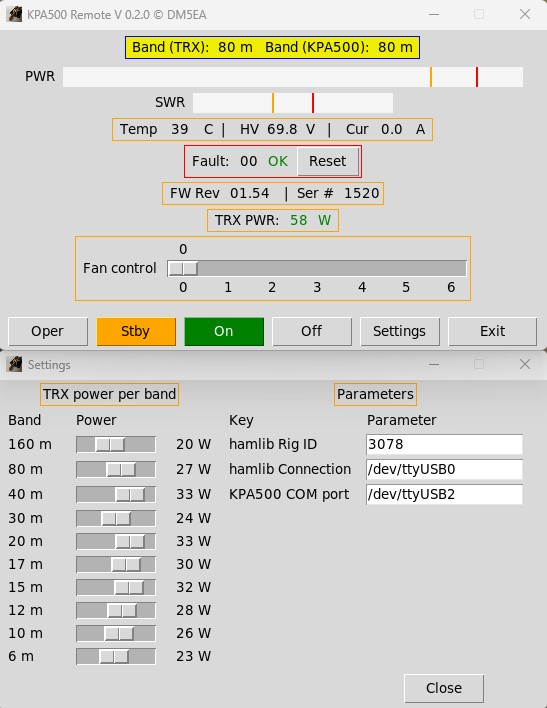 KPA500 Remote V 0.2.0 © DM5EA
Band (TRX): 80 m Band (KPA500): 80 m
PWR
SWR
Temp 39 C | HV 69.8 V | Cur 0.0 A
Fault: 00 OK Reset
FW Rev 01.54 | Ser # 1520
TRX PWR: 58 W
0
Fan control
0 1 2 3 4 5 6
Oper Stby On Off Settings Exit
Settings
TRX power per band Parameters
Band Power Key Parameter
160 m 20 W hamlib Rig ID 3078
80 m 27 W hamlib Connection /dev/ttyUSB0
40 m 33 W KPA500 COM port /dev/ttyUSB2
30 m 24 W
20 m 33 W
17 m 30 W
15 m 32 W
12 m 28 W
10 m 26 W
6 m 23 W
Close